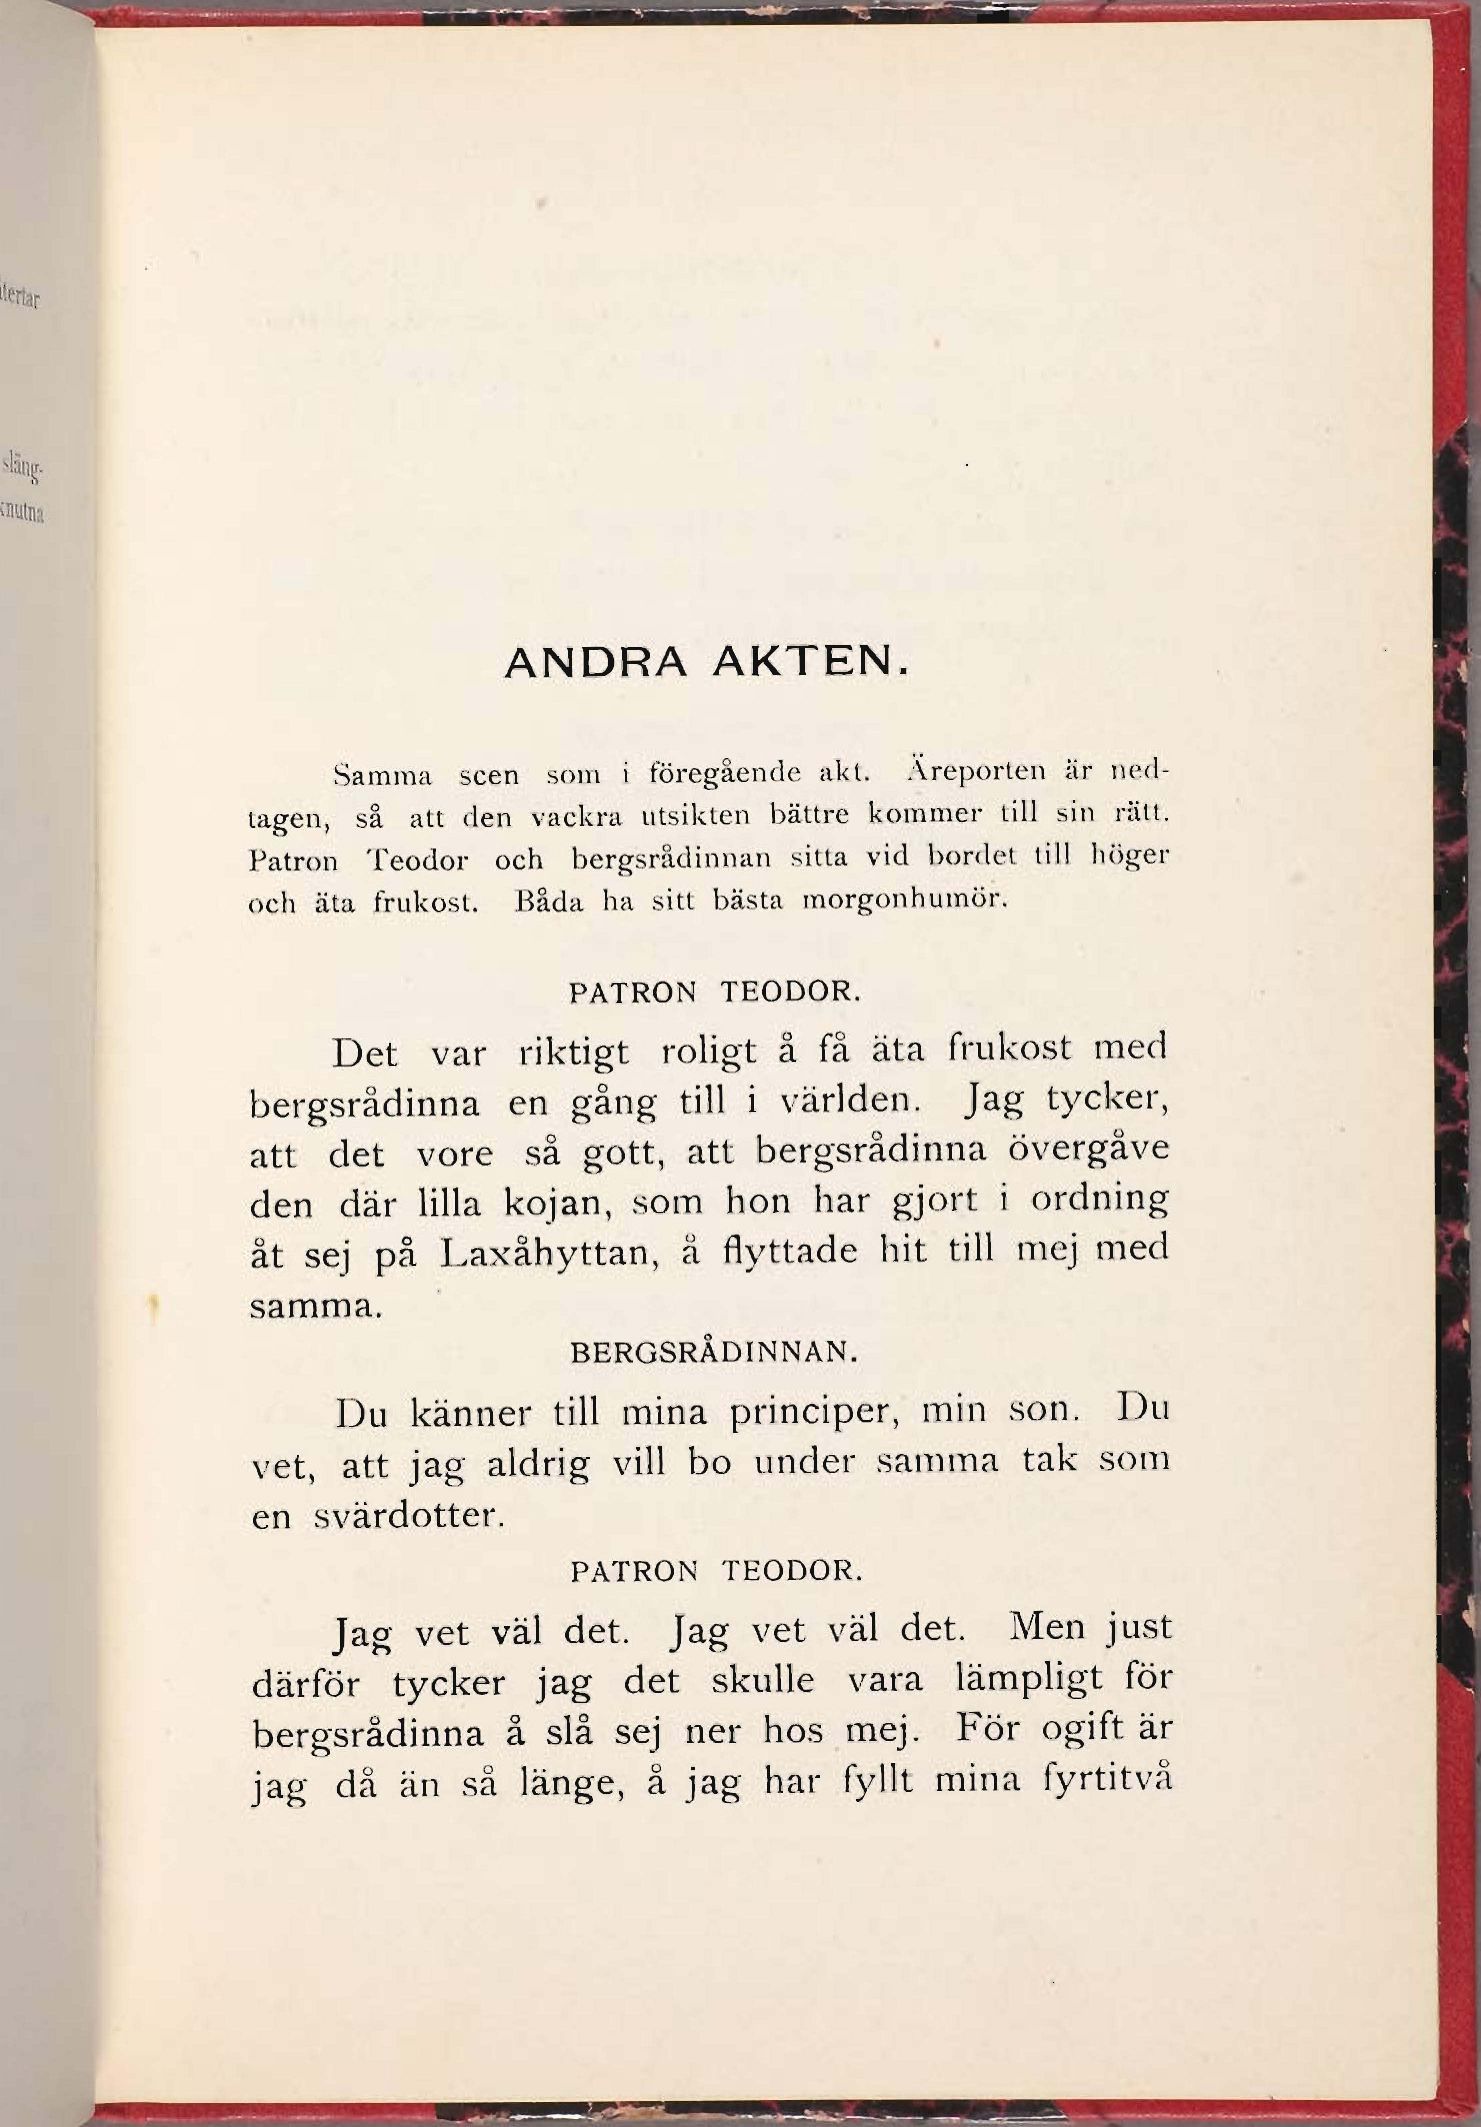 ANDRA AKTEN.
Samma scen som i föregående akt. Äreporten är ned-
tagen, så att den vackra utsikten bättre kommer till sin rätt.
Patron Teodor och bergsrådinnan sitta vid bordet till höger
och äta frukost. Båda ha sitt bästa morgonhumör.
PATRON TEODOR.
Det var riktigt roligt å få äta frukost med
bergsrådinna en gång till i världen. Jag tycker,
att det vore så gott, att bergsrådinna övergåve
den där lilla kojan, som hon har gjort i ordning
åt sej på Laxåhyttan, å flyttade hit till mej med
samma.
BERGSRÅDINNAN.
Du känner till mina principer, min son. Du
vet, att jag aldrig vill bo under samma tak som
en svärdotter.
PATRON TEODOR.
Jag vet väl det. Jag vet väl det. Men just
därför tycker jag det skulle vara lämpligt för
bergsrådinna å slå sej ner hos mej. För ogift är
jag då än så länge, å jag har fyllt mina fyrtitvå